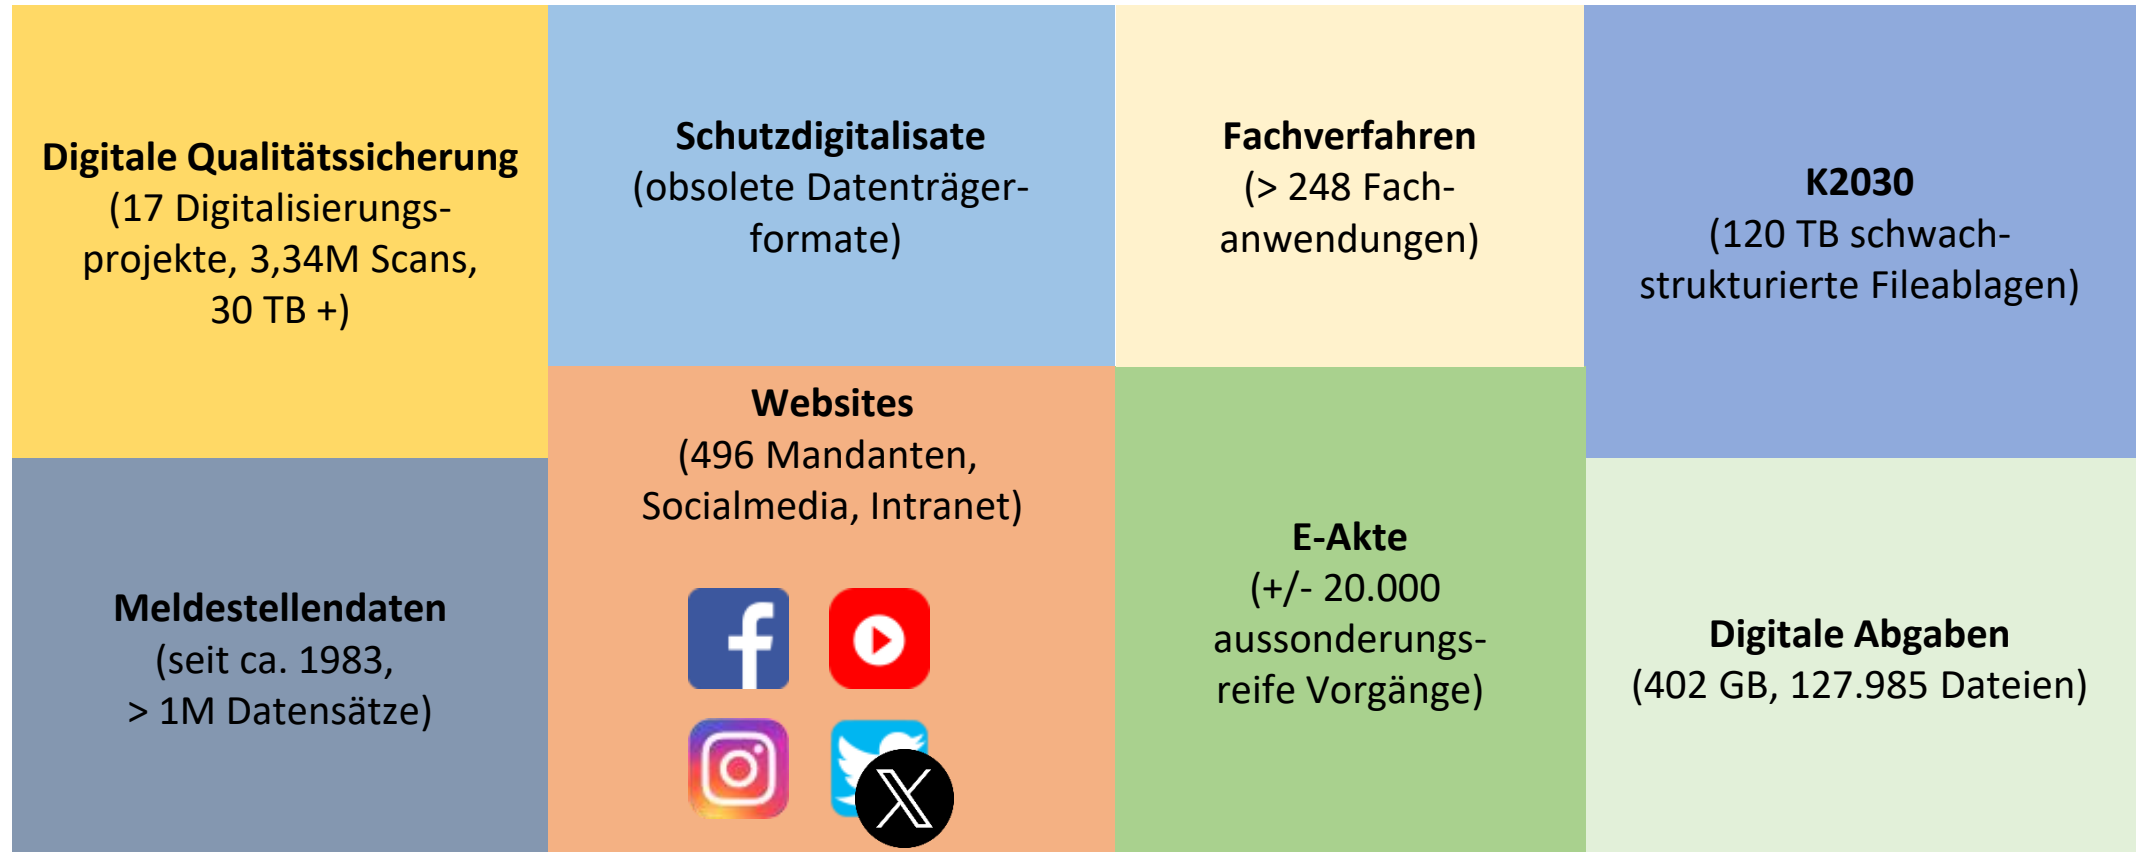 Digitale Qualitätssicherung
(17 Digitalisierungs-
projekte, 3,34M Scans,
30 TB +)
Schutzdigitalisate
(obsolete Datenträger-
formate)
Fachverfahren
(> 248 Fach-
anwendungen)
K2030
(120 TB schwach-
strukturierte Fileablagen)
Meldestellendaten
(seit ca. 1983,
> 1M Datensätze)
Websites
(496 Mandanten,
Socialmedia, Intranet)
E-Akte
(+/- 20.000
aussonderungs-
reife Vorgänge)
Digitale Abgaben
(402 GB, 127.985 Dateien)